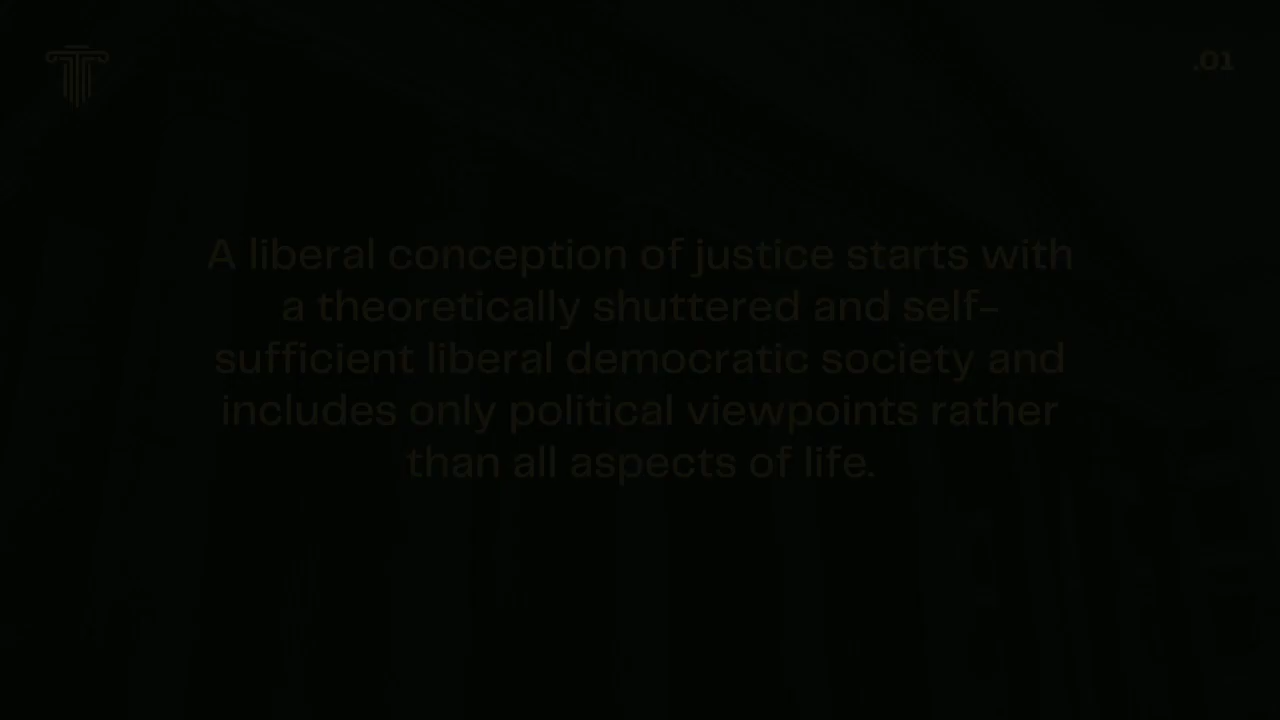 .01
A liberal conception of justice starts with
a theoretically shuttered and self-
sufficient liberal democratic society and
includes only political viewpoints rather
than all aspects of life.